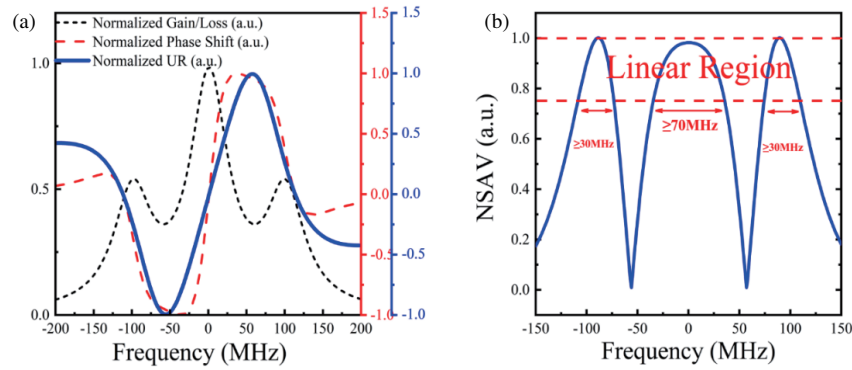 (a)
Normalized Gain/Loss (a.u.)
Normalized Phase Shift (a.u.)
Normalized UR (a.u.)
1.0
0.5
0.0
-200 -150 -100 -50 0 50 100 150 200
Frequency (MHz)
1.5
1.0
0.5
0.0
-0.5
-1.0
1.5
1.0
0.5
0.0
-0.5
-1.0
(b)
NSAV (a.u.)
1.0
0.8
0.6
0.4
0.2
0.0
Linear Region
≥30MHz
≥70MHz
≥30MHz
-150 -100 -50 0 50 100 150
Frequency (MHz)